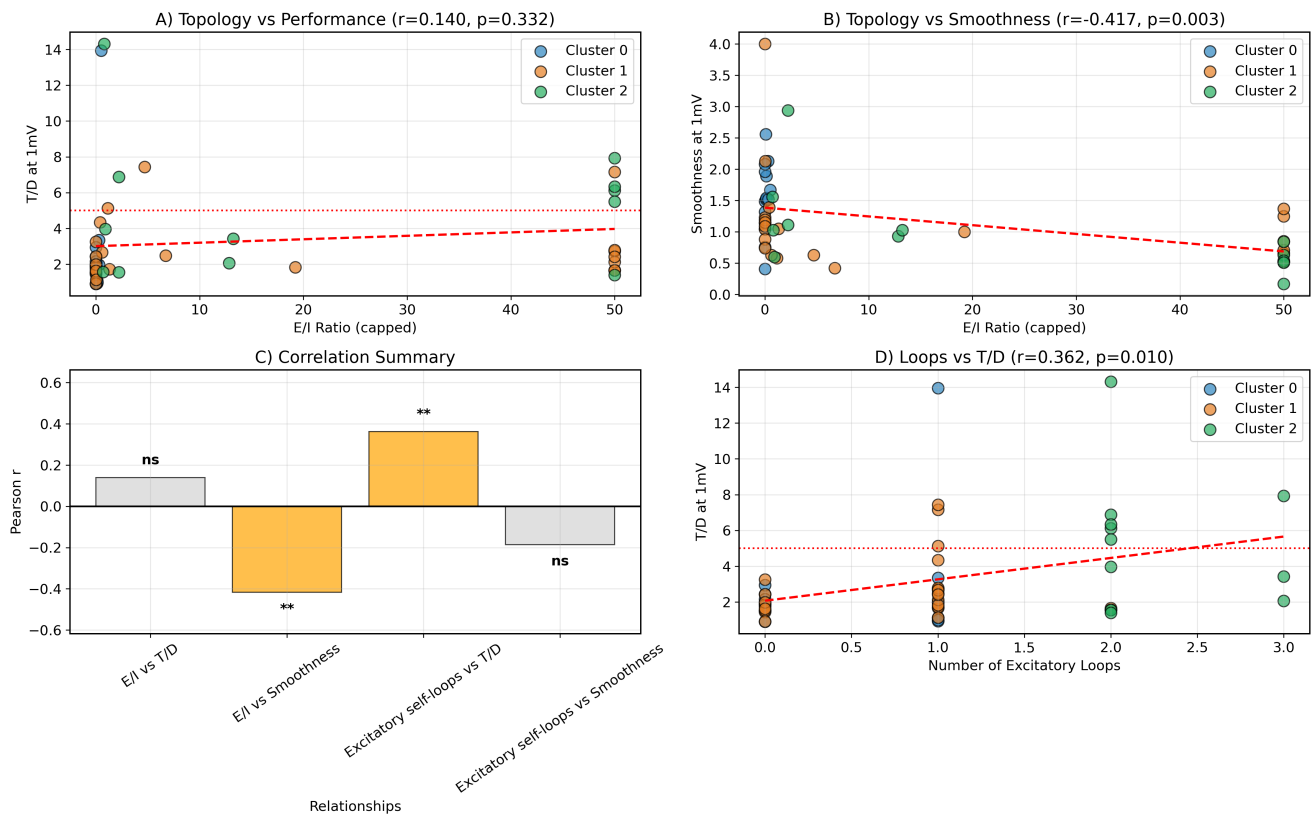 A) Topology vs Performance (r=0.140, p=0.332)
14
12
10
8
6
4
2
T/D at 1mV
0
10
20
30
40
50
E/I Ratio (capped)
Cluster 0
Cluster 1
Cluster 2
B) Topology vs Smoothness (r=-0.417, p=0.003)
4.0
3.5
3.0
2.5
2.0
1.5
1.0
0.5
0.0
Smoothness at 1mV
0
10
20
30
40
50
E/I Ratio (capped)
Cluster 0
Cluster 1
Cluster 2
C) Correlation Summary
0.6
0.4
0.2
0.0
−0.2
−0.4
−0.6
Pearson r
ns
**
**
ns
E/I vs T/D
E/I vs Smoothness
Excitatory self-loops vs T/D
Excitatory self-loops vs Smoothness
Relationships
D) Loops vs T/D (r=0.362, p=0.010)
14
12
10
8
6
4
2
T/D at 1mV
0.0
0.5
1.0
1.5
2.0
2.5
3.0
Number of Excitatory Loops
Cluster 0
Cluster 1
Cluster 2